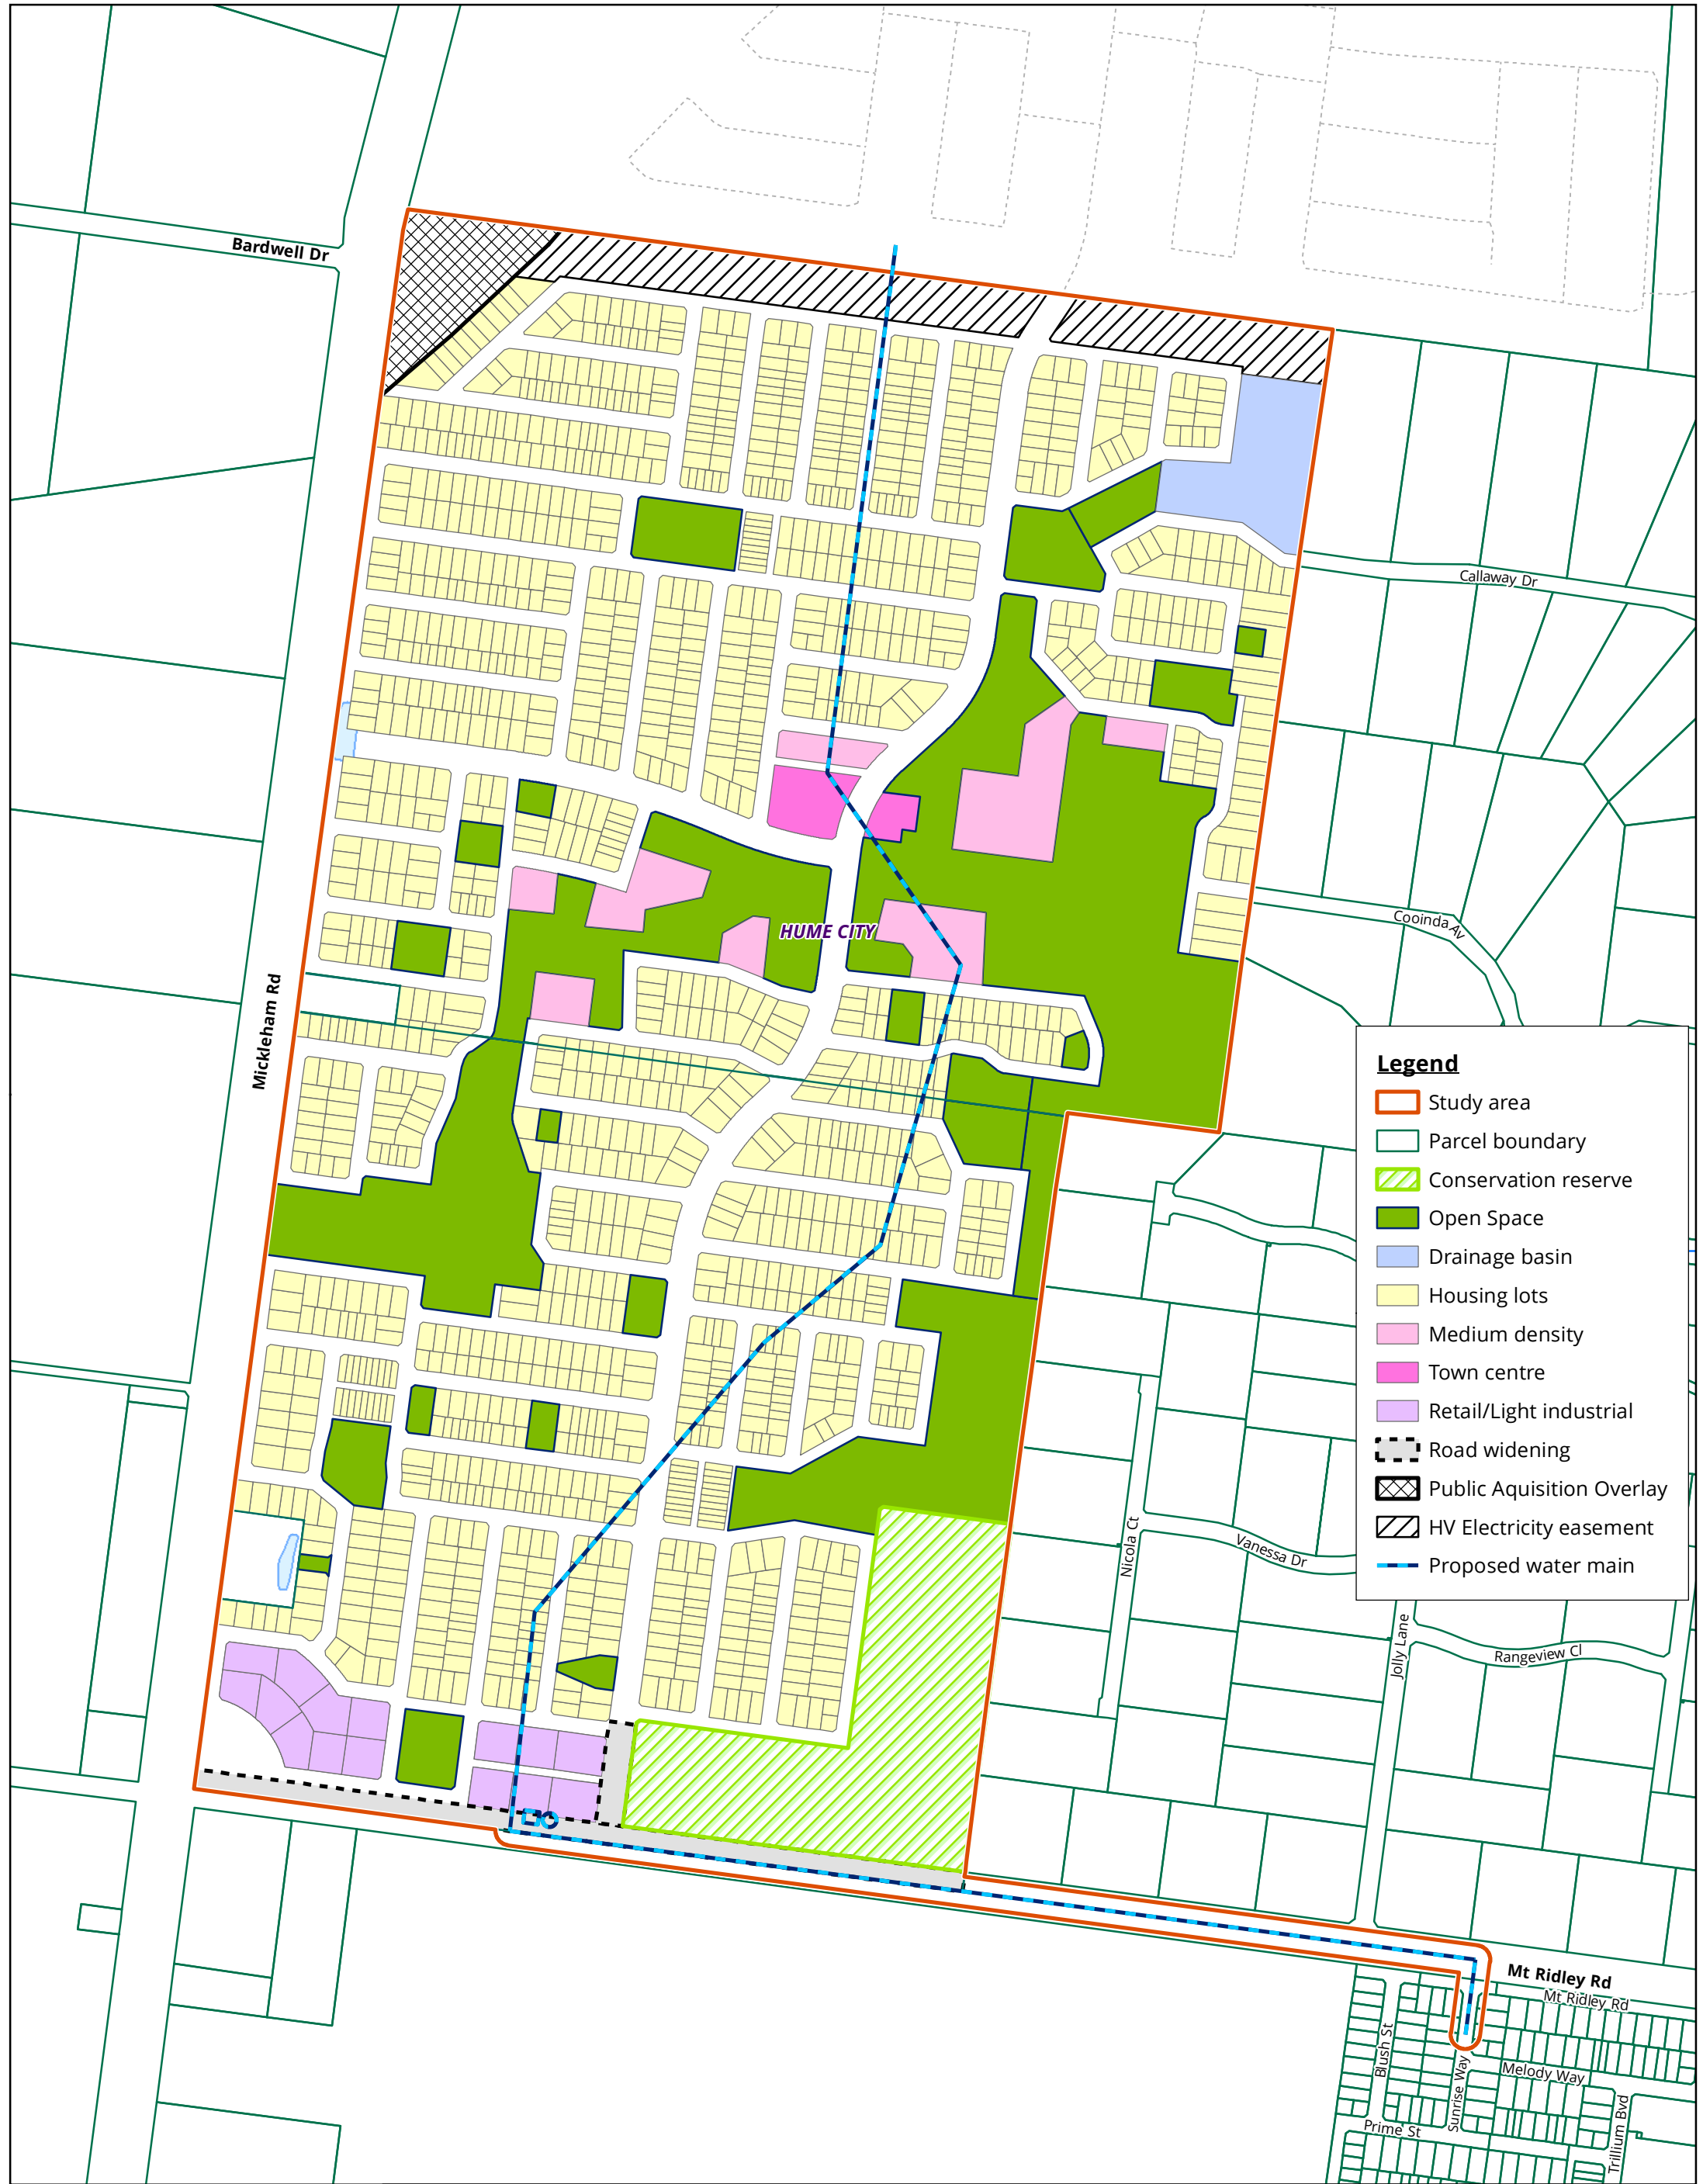 Bardwell Dr
Callaway Dr
Cooinda Av
HUME CITY
Mickleham Rd
Legend
Study area
Parcel boundary
Conservation reserve
Open Space
Drainage basin
Housing lots
Medium density
Town centre
Retail/Light industrial
Road widening
Public Aquisition Overlay
HV Electricity easement
Proposed water main
Nicola Ct
Vanessa Dr
Jolly Lane
Rangeview Cl
Mt Ridley Rd
Mt Ridley Rd
Blush St
Sunrise Way
Melody Way
Prime St
Trillium Bvd